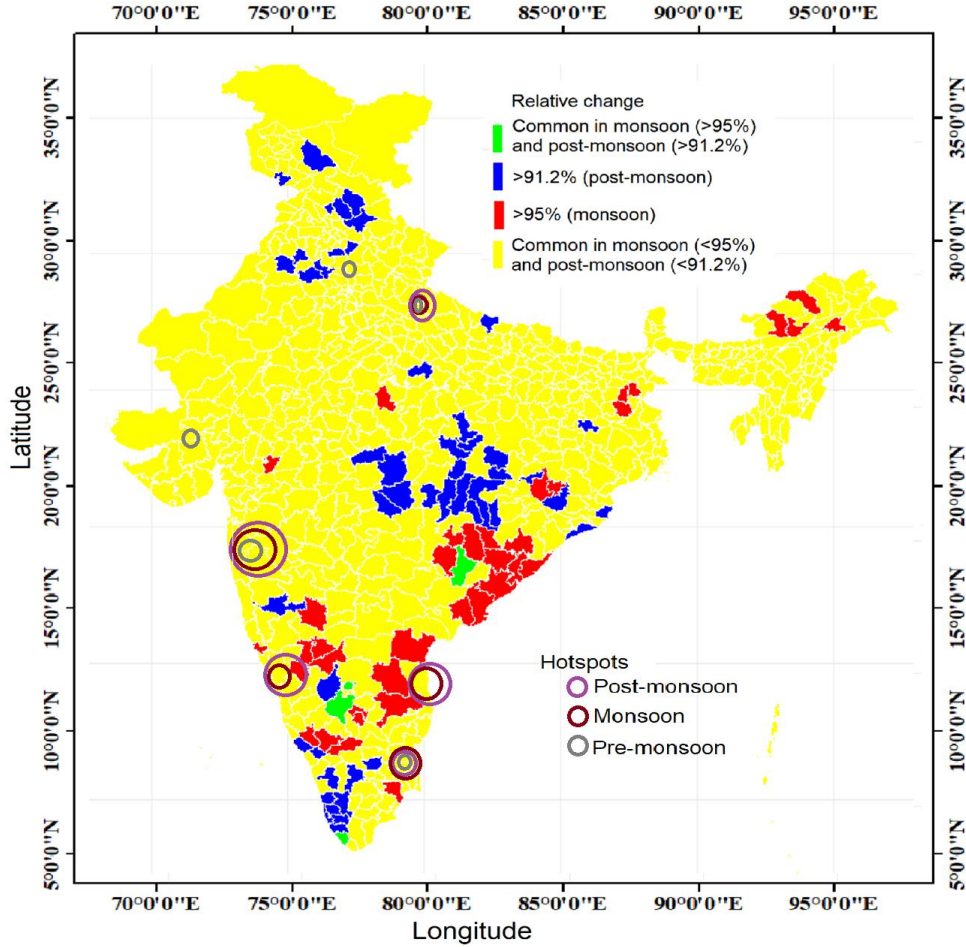 70°0'0"E 75°0'0"E 80°0'0"E 85°0'0"E 90°0'0"E 95°0'0"E
Relative change
Common in monsoon (>95%)
and post-monsoon (>91.2%)
>91.2% (post-monsoon)
>95% (monsoon)
Common in monsoon (<95%)
and post-monsoon (<91.2%)
35°0'0"N 35°0'0"N
30°0'0"N 30°0'0"N
25°0'0"N 25°0'0"N
Latitude
20°0'0"N 20°0'0"N
15°0'0"N 15°0'0"N
Hotspots
Post-monsoon
Monsoon
Pre-monsoon
10°0'0"N 10°0'0"N
5°0'0"N 5°0'0"N
70°0'0"E 75°0'0"E 80°0'0"E 85°0'0"E 90°0'0"E 95°0'0"E
Longitude